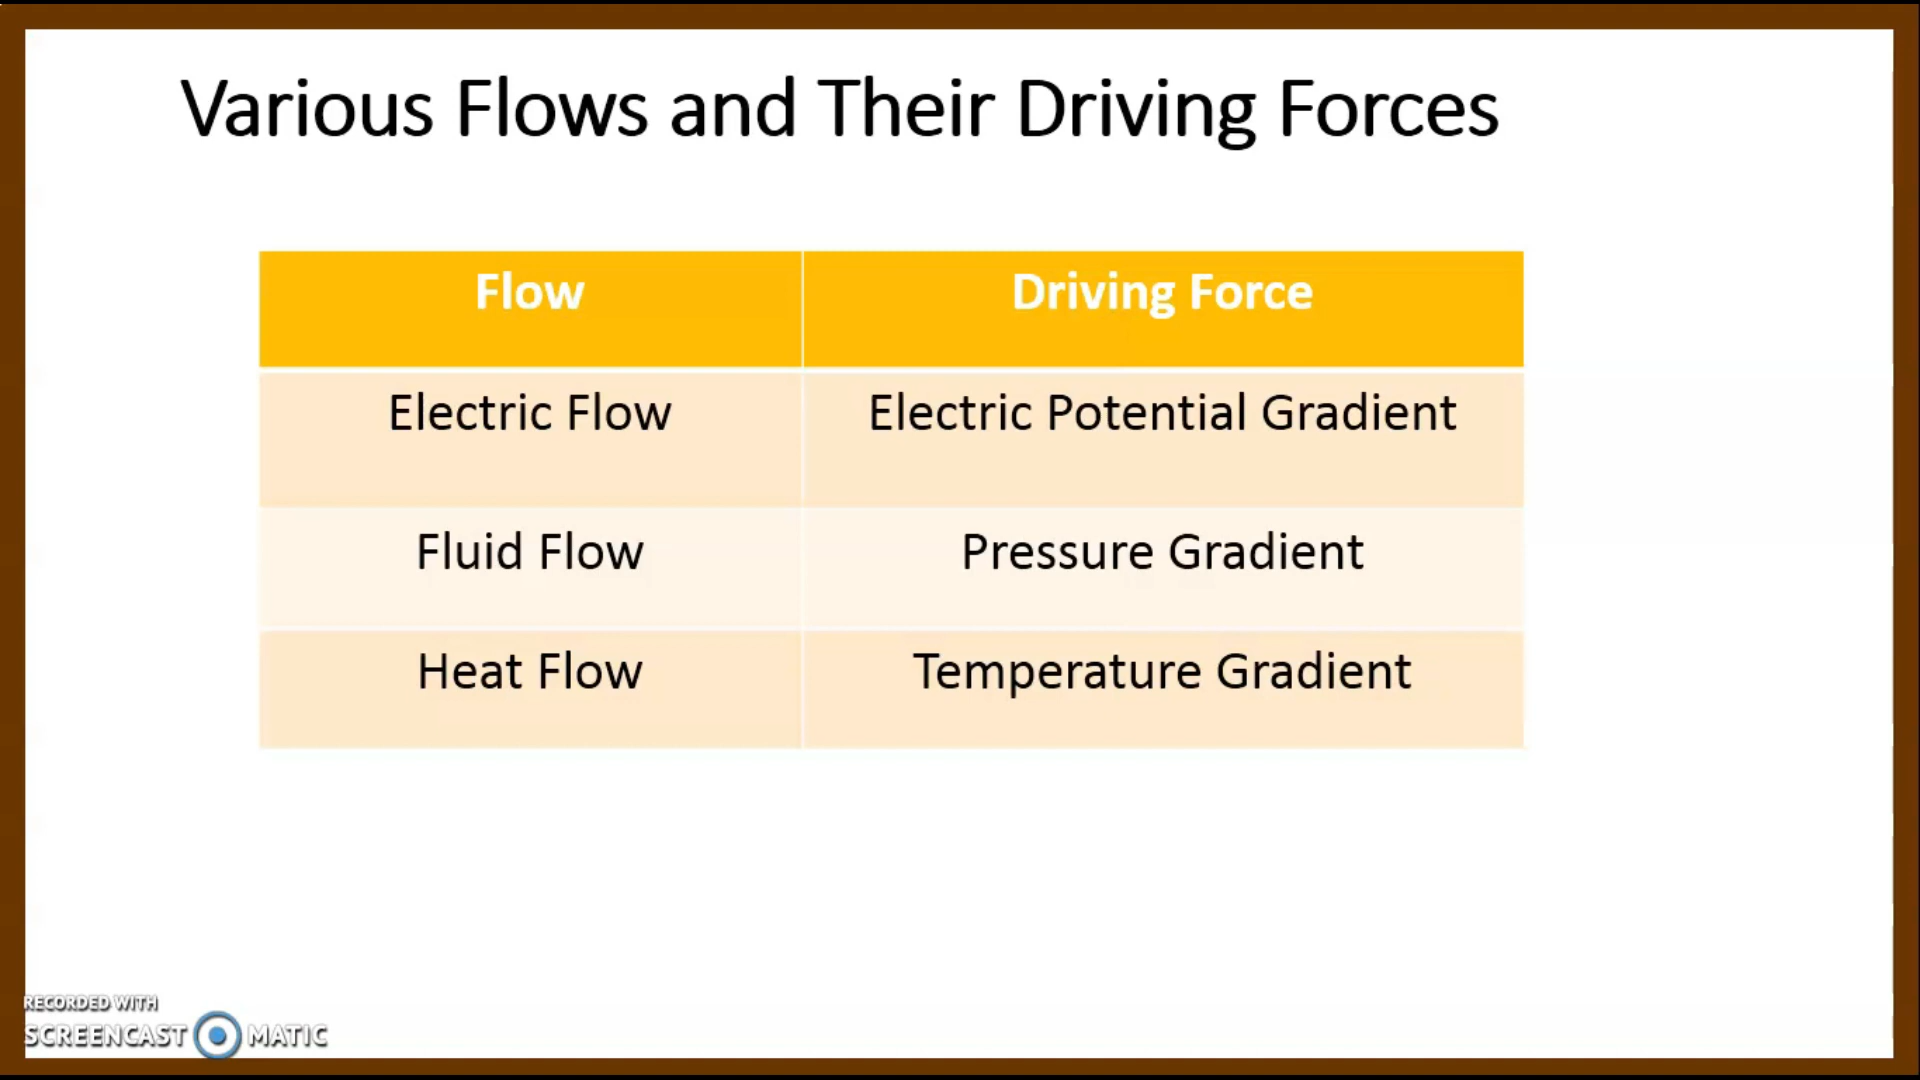 Various Flows and Their Driving Forces
Flow Driving Force
Electric Flow Electric Potential Gradient
Fluid Flow Pressure Gradient
Heat Flow Temperature Gradient
RECORDED WITH
SCREENCAST MATIC